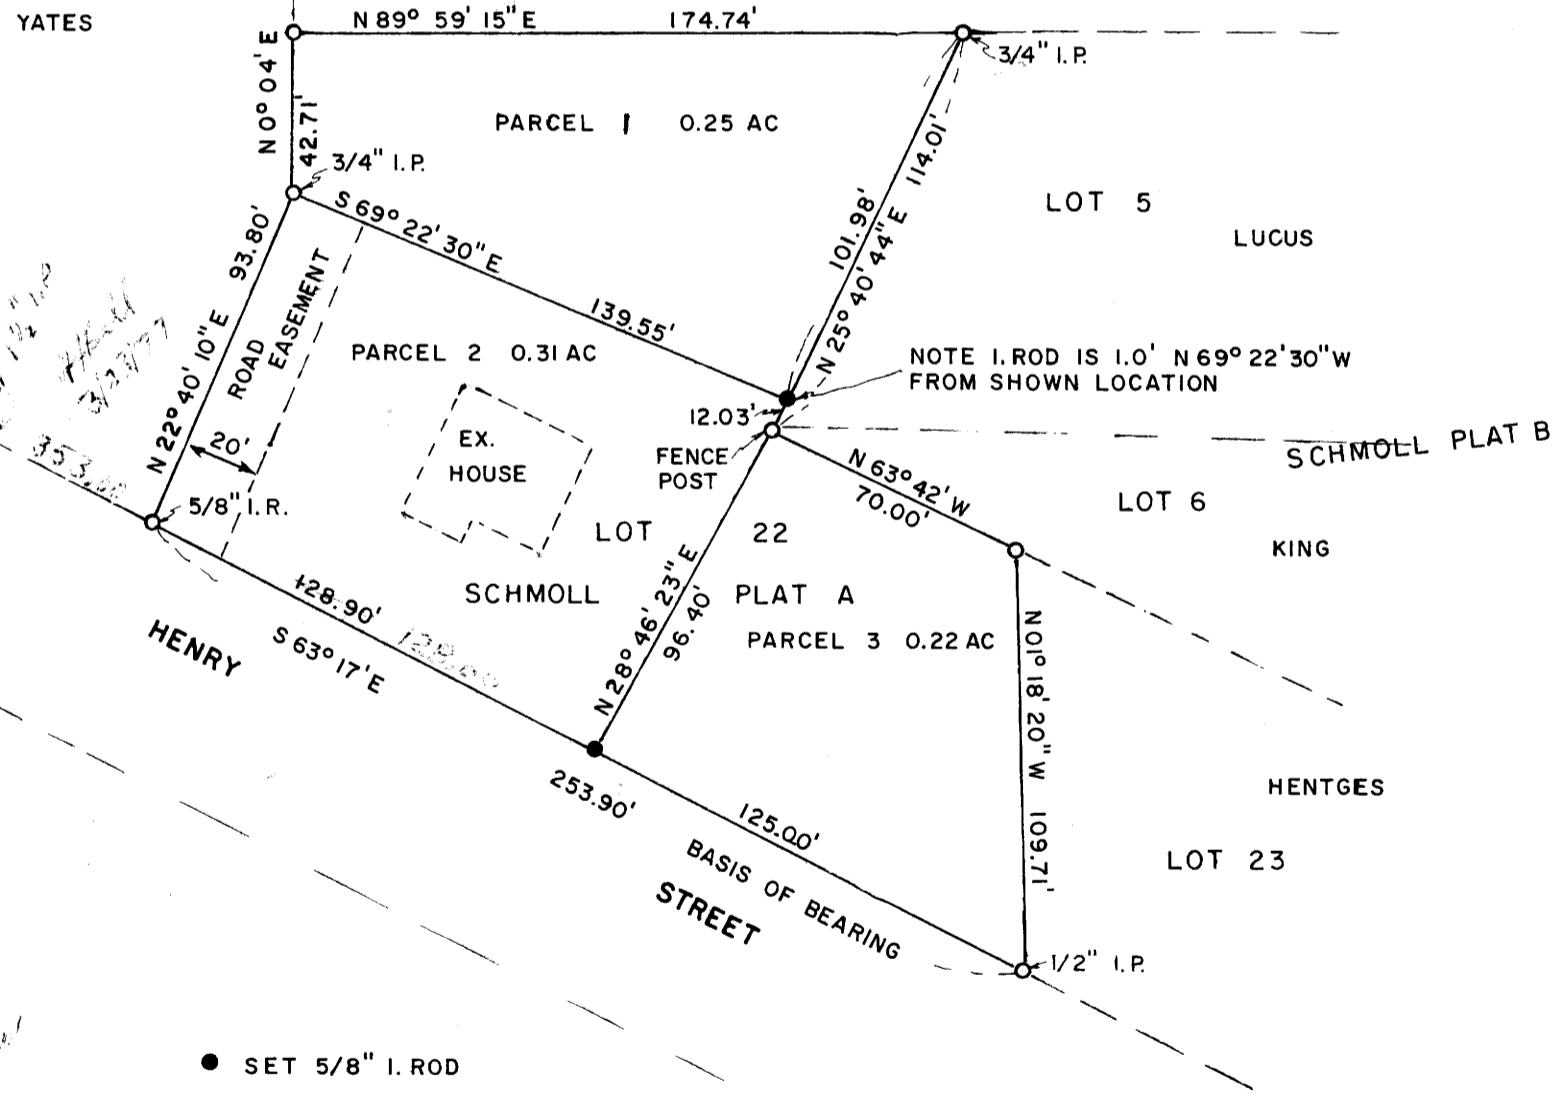 YATES
N 89° 59' 15" E 174.74'
3/4" I.P.
N 0° 04' E
42.71'
PARCEL 1 0.25 AC
3/4" I.P.
S 69° 22' 30" E
139.55'
101.98'
N 25° 40' 44" E 114.01'
LOT 5
LUCUS
N 22° 40' 10" E 93.80'
ROAD
EASEMENT
20'
PARCEL 2 0.31 AC
NOTE I. ROD IS 1.0' N 69° 22' 30" W
FROM SHOWN LOCATION
12.03'
EX.
HOUSE
FENCE
POST
N 63° 42' W
70.00'
SCHMOLL PLAT B
LOT 6
KING
5/8" I.R.
LOT 22
SCHMOLL PLAT A
PARCEL 3 0.22 AC
128.90'
S 63° 17' E
HENRY
N 28° 46' 23" E
96.40'
N 01° 18' 20" W 109.71'
HENTGES
LOT 23
253.90'
125.00'
BASIS OF BEARING
STREET
1/2" I.P.
SET 5/8" I. ROD